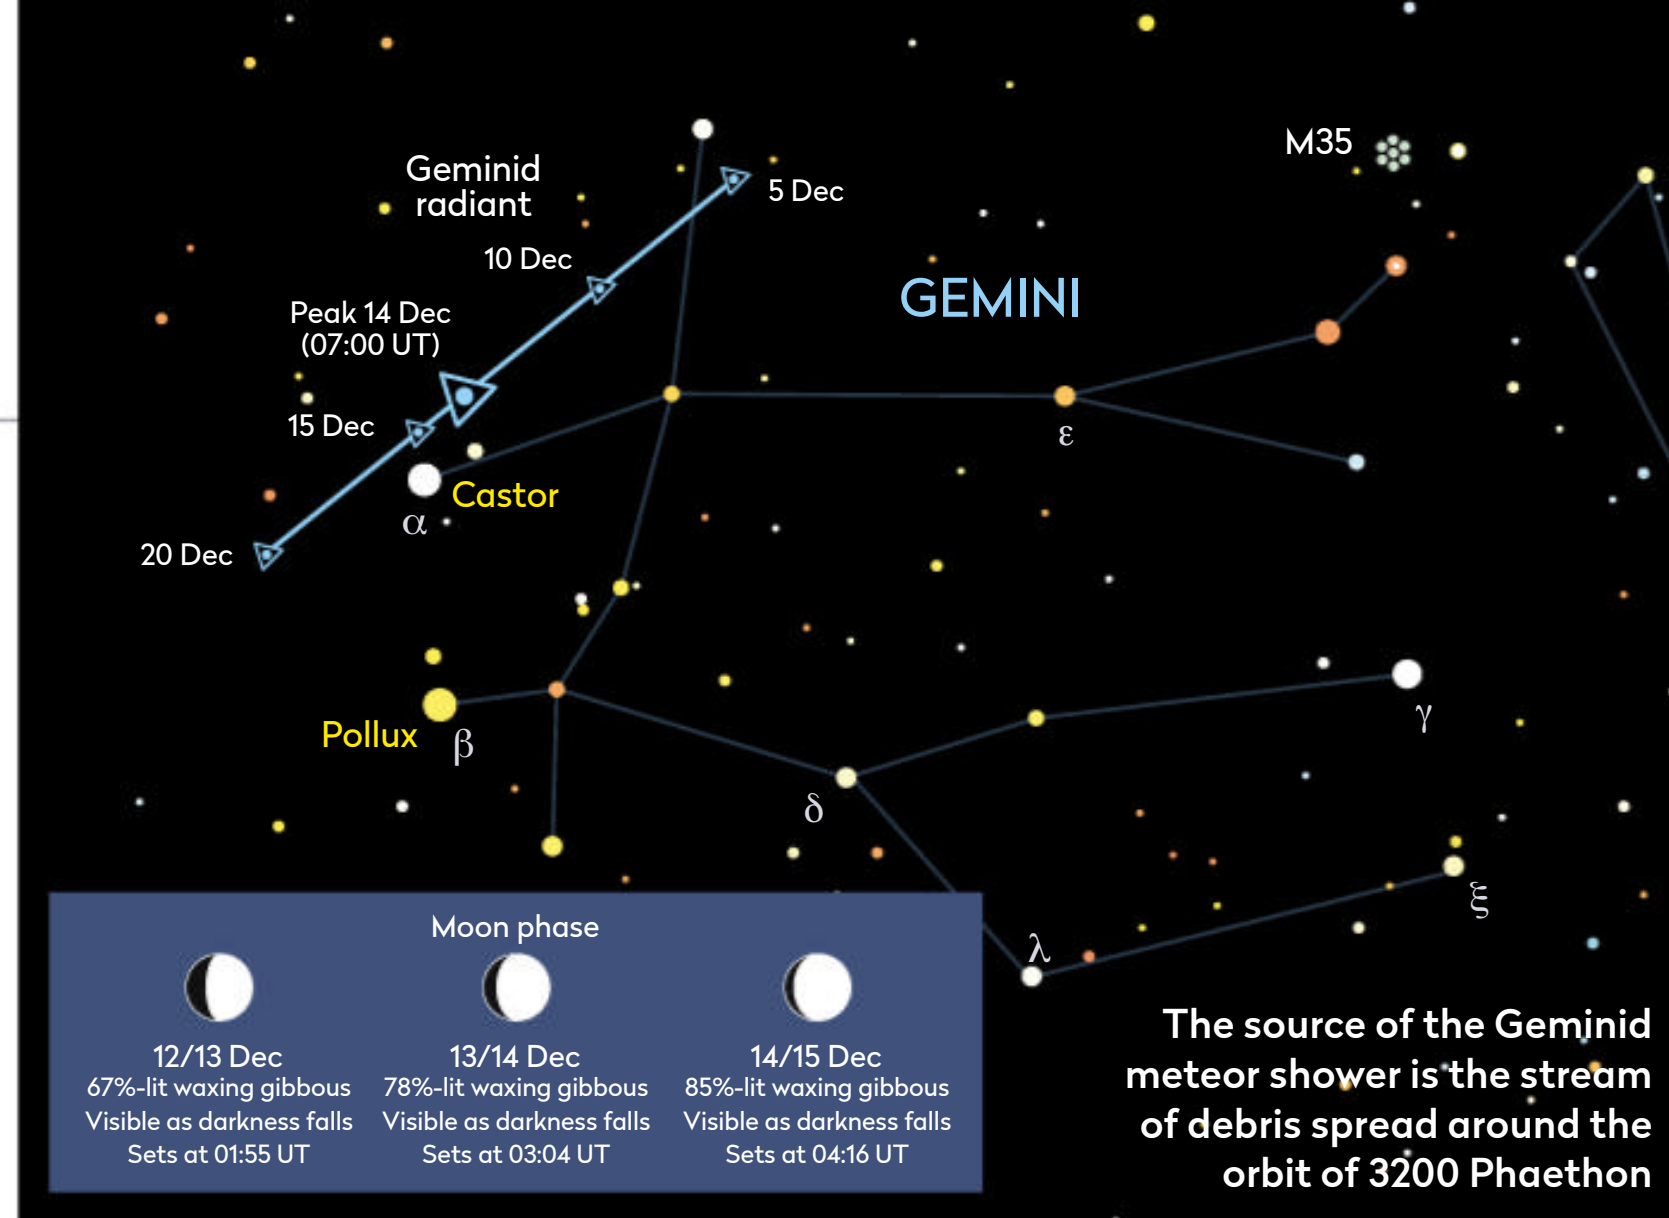 M35
Geminid
radiant
5 Dec
10 Dec
GEMINI
Peak 14 Dec
(07:00 UT)
15 Dec
ε
Castor
α
20 Dec
γ
Pollux
β
δ
ξ
λ
Moon phase
12/13 Dec
67%-lit waxing gibbous
Visible as darkness falls
Sets at 01:55 UT
13/14 Dec
78%-lit waxing gibbous
Visible as darkness falls
Sets at 03:04 UT
14/15 Dec
85%-lit waxing gibbous
Visible as darkness falls
Sets at 04:16 UT
The source of the Geminid
meteor shower is the stream
of debris spread around the
orbit of 3200 Phaethon